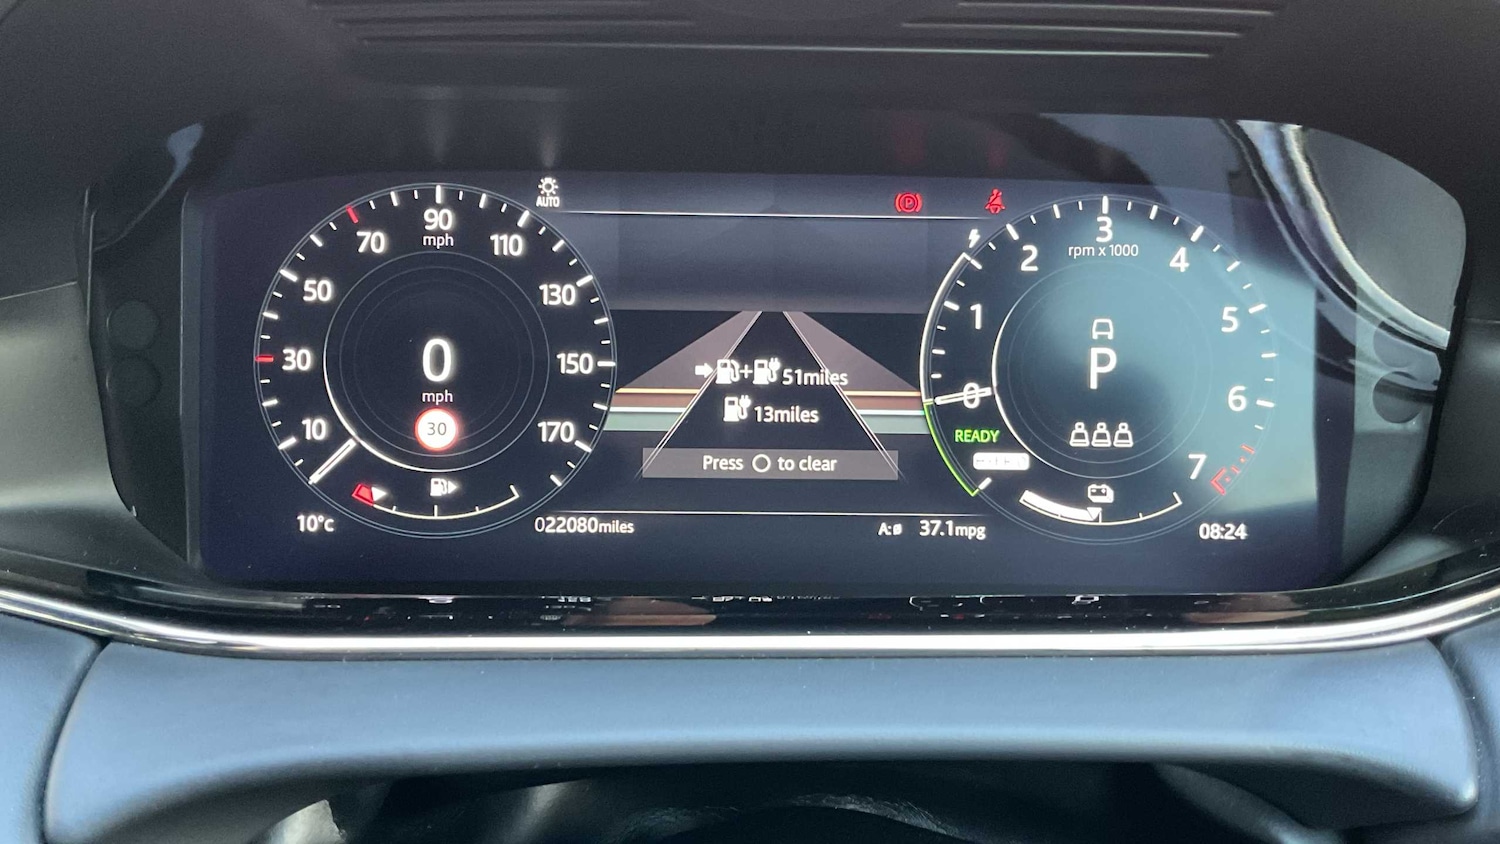 AUTO
P
90
mph
70
110
50
130
30
150
10
170
0
mph
30
10°c
022080miles
+ 51miles
13miles
Press O to clear
A:ø 37.1mpg
3
rpm x 1000
2
4
1
5
0
6
7
P
READY
08:24